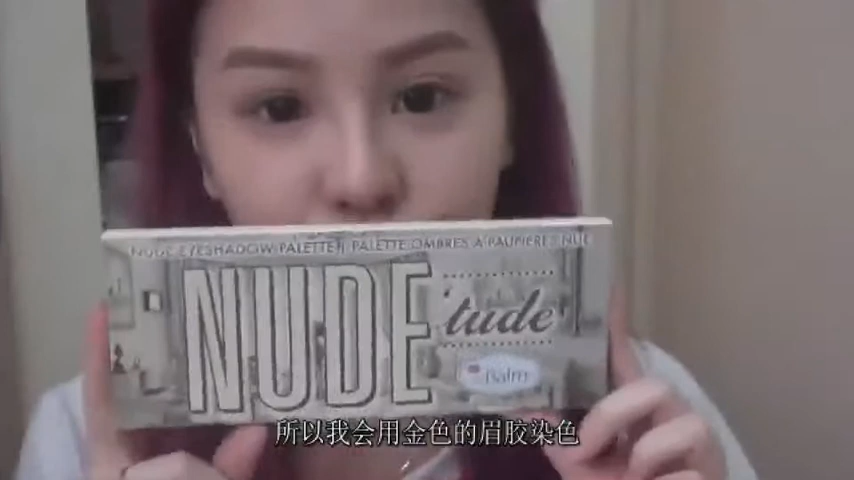 NUDE EYESHADOW PALETTE / PALETTE OMBRES À PAUPIÈRES NUE
NUDE
'tude
theBalm
所以我会用金色的眉胶染色